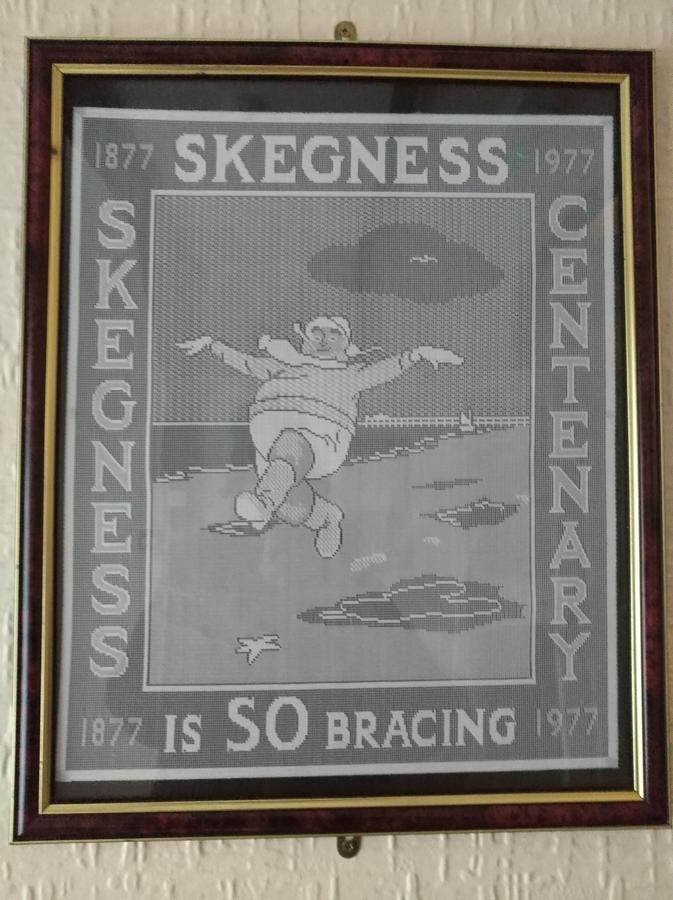 1877 SKEGNESS 1977
SKEGNESS
CENTENARY
1877 IS SO BRACING 1977